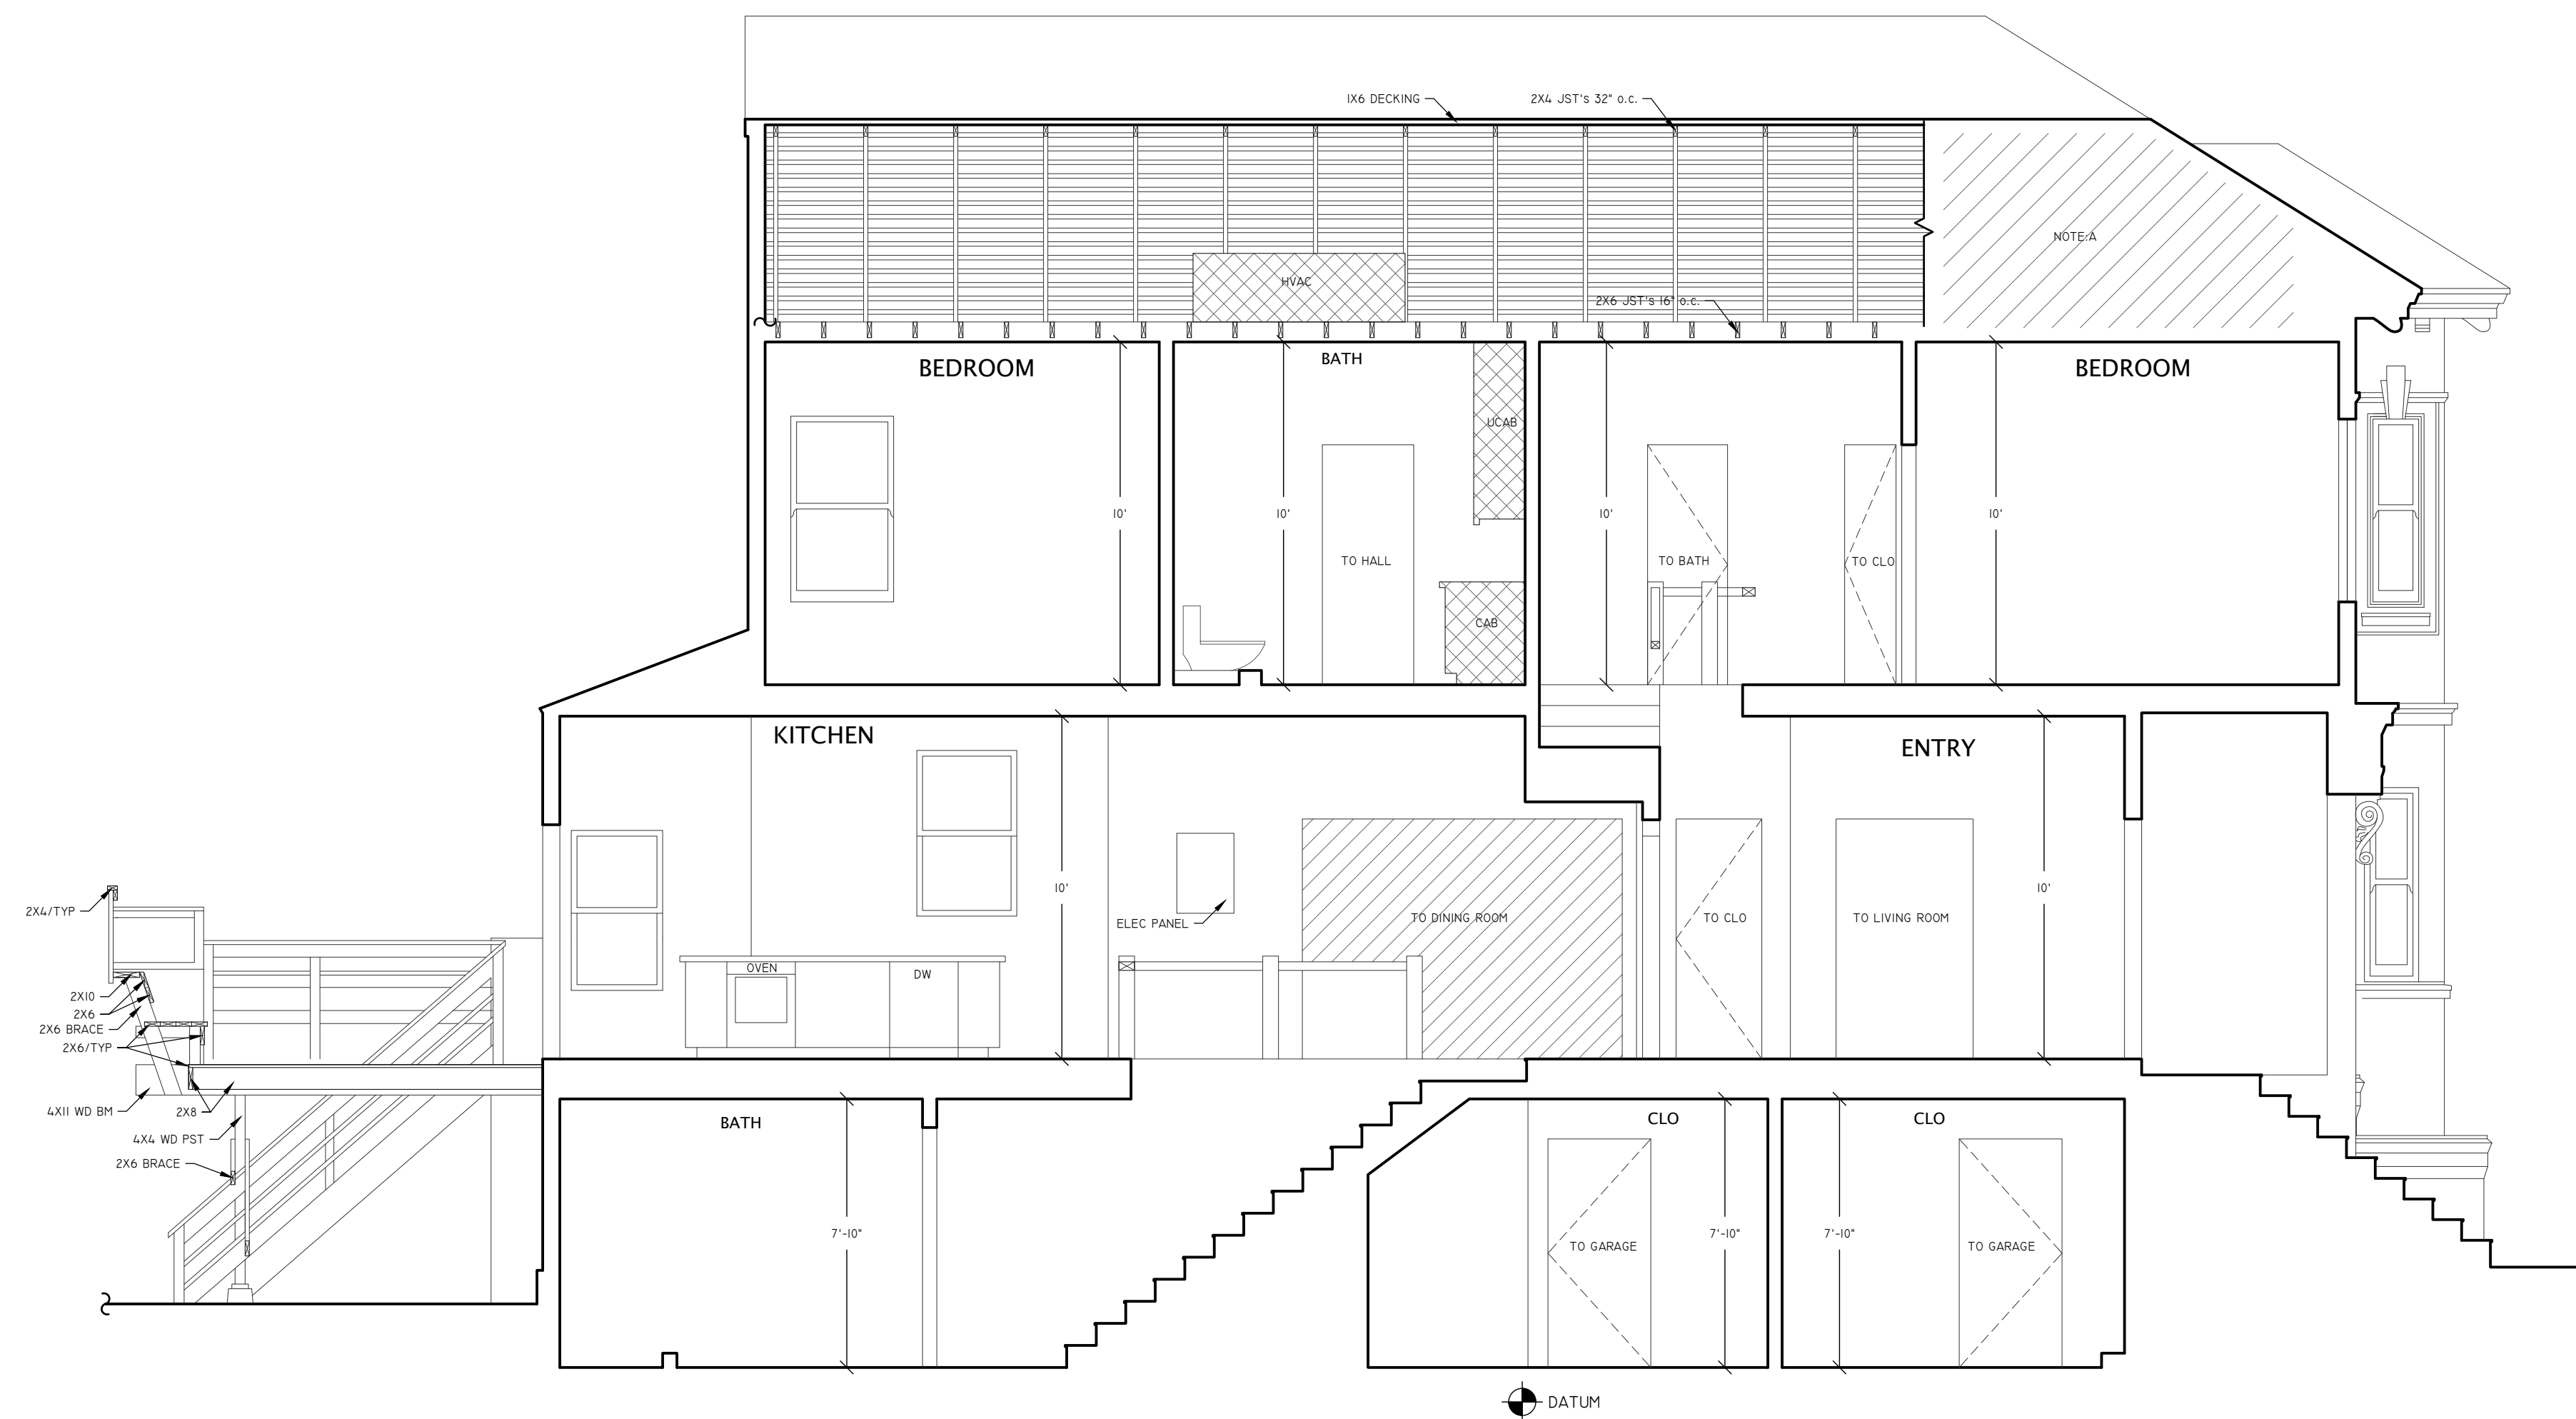 1X6 DECKING
2X4 JST's 32" o.c.
NOTE:A
HVAC
2X6 JST's 16" o.c.
BEDROOM
BATH
BEDROOM
UCAB
10'
10'
10'
10'
TO HALL
TO BATH
TO CLO
CAB
KITCHEN
ENTRY
10'
10'
2X4/TYP
ELEC PANEL
TO DINING ROOM
TO CLO
TO LIVING ROOM
OVEN
DW
2X10
2X6
2X6 BRACE
2X6/TYP
4X11 WD BM
2X8
4X4 WD PST
2X6 BRACE
BATH
CLO
CLO
7'-10"
7'-10"
7'-10"
TO GARAGE
TO GARAGE
DATUM